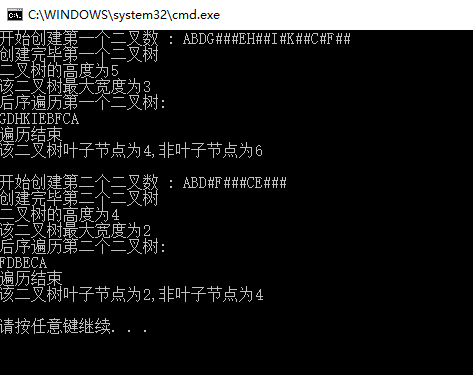 C:\WINDOWS\system32\cmd.exe
开始创建第一个二叉数 : ABDG###EH##I#K##C#F##
创建完毕第一个二叉树
二叉树的高度为5
该二叉树最大宽度为3
后序遍历第一个二叉树:
GDHKIEBFCA
遍历结束
该二叉树叶子节点为4,非叶子节点为6
开始创建第二个二叉数 : ABD#F###CE###
创建完毕第二个二叉树
二叉树的高度为4
该二叉树最大宽度为2
后序遍历第二个二叉树:
FDBECA
遍历结束
该二叉树叶子节点为2,非叶子节点为4
请按任意键继续. . .